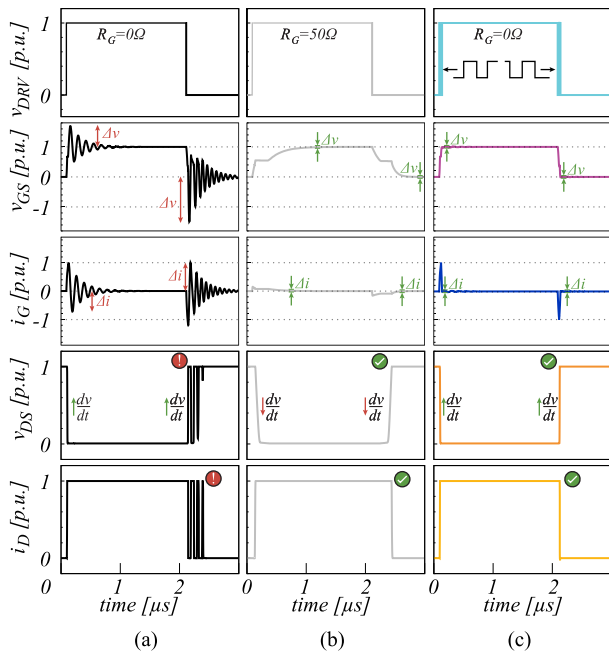 v_DRV [p.u.]
1
0
R_G=0Ω
R_G=50Ω
R_G=0Ω
v_GS [p.u.]
1
0
-1
Δv
Δv
Δv
Δv
Δv
Δv
i_G [p.u.]
1
0
-1
Δi
Δi
Δi
Δi
Δi
Δi
v_DS [p.u.]
1
0
!
dv/dt
dv/dt
dv/dt
dv/dt
dv/dt
dv/dt
i_D [p.u.]
1
0
!
0 1 2
0 1 2
0 1 2
time [µs]
time [µs]
time [µs]
(a)
(b)
(c)